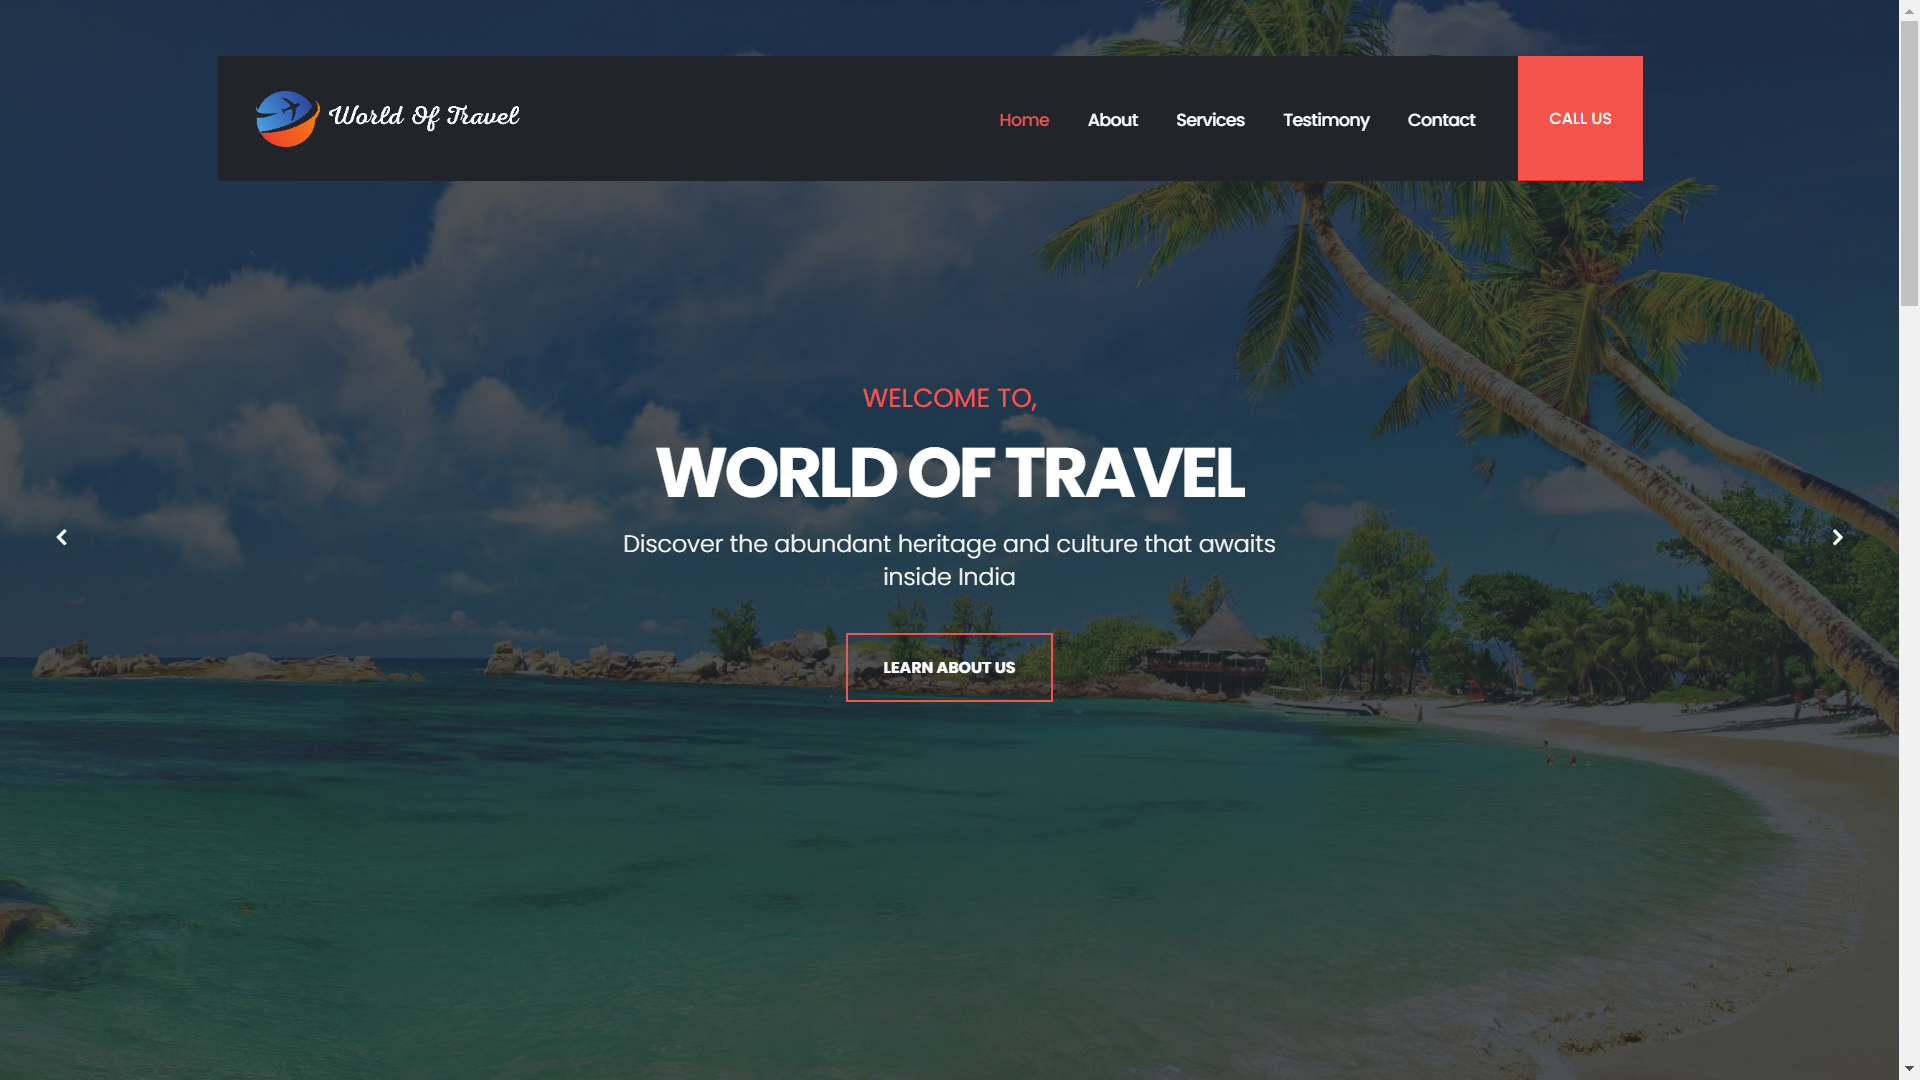 World Of Travel
Home
About
Services
Testimony
Contact
CALL US
WELCOME TO,
WORLD OF TRAVEL
Discover the abundant heritage and culture that awaits
inside India
LEARN ABOUT US